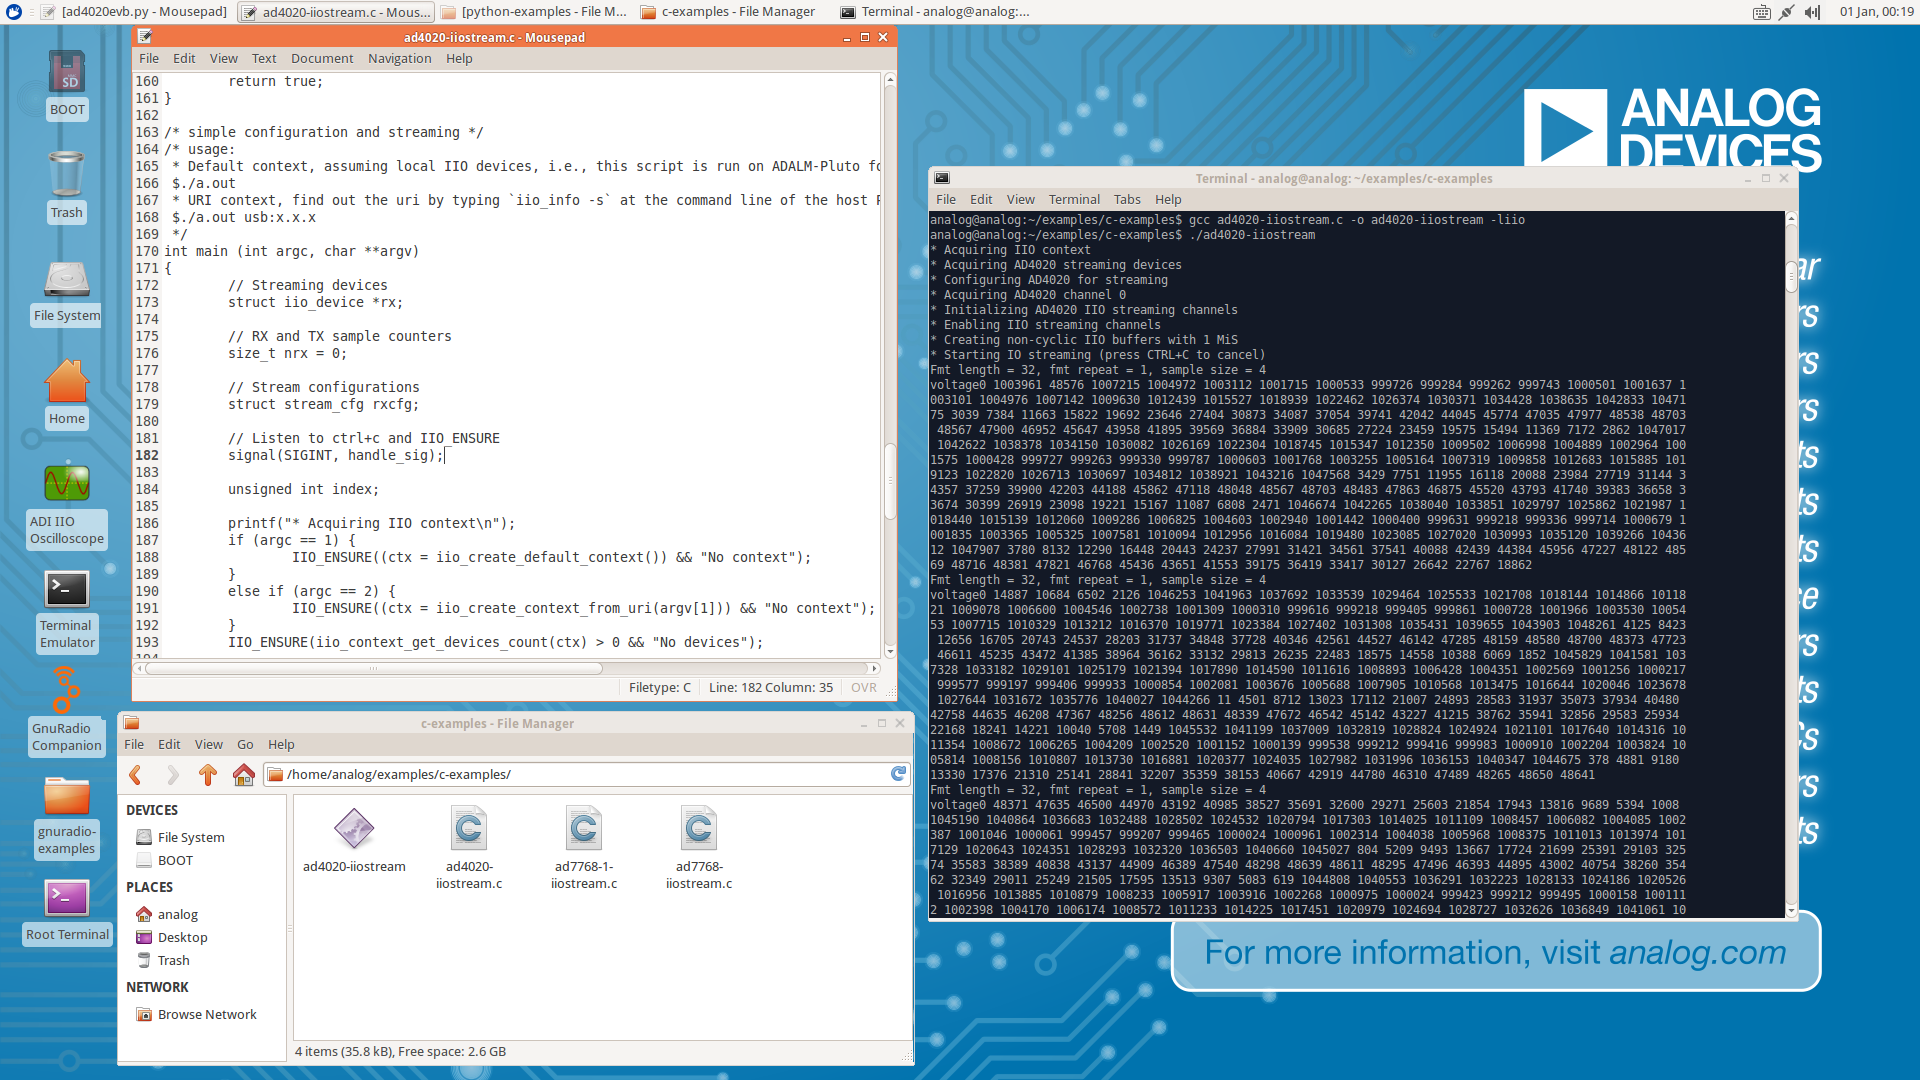 [ad4020evb.py - Mousepad]
ad4020-iiostream.c - Mous...
[python-examples - File M...
c-examples - File Manager
Terminal - analog@analog:...
01 Jan, 00:19
BOOT
Trash
File System
Home
ADI IIO
Oscilloscope
Terminal
Emulator
GnuRadio
Companion
gnuradio-
examples
Root Terminal
ad4020-iiostream.c - Mousepad
File Edit View Text Document Navigation Help
160 return true;
161 }
162
163 /* simple configuration and streaming */
164 /* usage:
165 * Default context, assuming local IIO devices, i.e., this script is run on ADALM-Pluto fo
166 $./a.out
167 * URI context, find out the uri by typing `iio_info -s` at the command line of the host P
168 $./a.out usb:x.x.x
169 */
170 int main (int argc, char **argv)
171 {
172 // Streaming devices
173 struct iio_device *rx;
174
175 // RX and TX sample counters
176 size_t nrx = 0;
177
178 // Stream configurations
179 struct stream_cfg rxcfg;
180
181 // Listen to ctrl+c and IIO_ENSURE
182 signal(SIGINT, handle_sig);
183
184 unsigned int index;
185
186 printf("* Acquiring IIO context\n");
187 if (argc == 1) {
188 IIO_ENSURE((ctx = iio_create_default_context()) && "No context");
189 }
190 else if (argc == 2) {
191 IIO_ENSURE((ctx = iio_create_context_from_uri(argv[1])) && "No context");
192 }
193 IIO_ENSURE(iio_context_get_devices_count(ctx) > 0 && "No devices");
Filetype: C Line: 182 Column: 35 OVR
c-examples - File Manager
File Edit View Go Help
/home/analog/examples/c-examples/
DEVICES
File System
BOOT
PLACES
analog
Desktop
Trash
NETWORK
Browse Network
ad4020-iiostream
ad4020-
iiostream.c
ad7768-1-
iiostream.c
ad7768-
iiostream.c
4 items (35.8 kB), Free space: 2.6 GB
ANALOG
DEVICES
Terminal - analog@analog: ~/examples/c-examples
File Edit View Terminal Tabs Help
analog@analog:~/examples/c-examples$ gcc ad4020-iiostream.c -o ad4020-iiostream -liio
analog@analog:~/examples/c-examples$ ./ad4020-iiostream
* Acquiring IIO context
* Acquiring AD4020 streaming devices
* Configuring AD4020 for streaming
* Acquiring AD4020 channel 0
* Initializing AD4020 IIO streaming channels
* Enabling IIO streaming channels
* Creating non-cyclic IIO buffers with 1 MiS
* Starting IO streaming (press CTRL+C to cancel)
Fmt length = 32, fmt repeat = 1, sample size = 4
voltage0 1003961 48576 1007215 1004972 1003112 1001715 1000533 999726 999284 999262 999743 1000501 1001637 1
003101 1004976 1007142 1009630 1012439 1015527 1018939 1022462 1026374 1030371 1034428 1038635 1042833 10471
75 3039 7384 11663 15822 19692 23646 27404 30873 34087 37054 39741 42042 44045 45774 47035 47977 48538 48703
48567 47900 46952 45647 43958 41895 39569 36884 33909 30685 27224 23459 19575 15494 11369 7172 2862 1047017
1042622 1038378 1034150 1030082 1026169 1022304 1018745 1015347 1012350 1009502 1006998 1004889 1002964 100
1575 1000428 999727 999263 999330 999787 1000603 1001768 1003255 1005164 1007319 1009858 1012683 1015885 101
9123 1022820 1026713 1030697 1034812 1038921 1043216 1047568 3429 7751 11955 16118 20088 23984 27719 31144 3
4357 37259 39900 42203 44188 45862 47118 48048 48567 48703 48483 47863 46875 45520 43793 41740 39383 36658 3
3674 30399 26919 23098 19221 15167 11087 6808 2471 1046674 1042265 1038040 1033851 1029797 1025862 1021987 1
018440 1015139 1012060 1009286 1006825 1004603 1002940 1001442 1000400 999631 999218 999336 999714 1000679 1
001835 1003365 1005325 1007581 1010094 1012956 1016084 1019480 1023085 1027020 1030993 1035120 1039266 10436
12 1047907 3780 8132 12290 16448 20443 24237 27991 31421 34561 37541 40088 42439 44384 45956 47227 48122 485
69 48716 48381 47821 46768 45436 43651 41553 39175 36419 33417 30127 26642 22767 18862
Fmt length = 32, fmt repeat = 1, sample size = 4
voltage0 14887 10684 6502 2126 1046253 1041963 1037692 1033539 1029464 1025533 1021708 1018144 1014866 10118
21 1009078 1006600 1004546 1002738 1001309 1000310 999616 999218 999405 999861 1000728 1001966 1003530 10054
53 1007715 1010329 1013212 1016370 1019771 1023384 1027402 1031308 1035431 1039655 1043903 1048261 4125 8423
12656 16705 20743 24537 28203 31737 34848 37728 40346 42561 44527 46142 47285 48159 48580 48700 48373 47723
46611 45235 43472 41385 38964 36162 33132 29813 26235 22483 18575 14558 10388 6069 1852 1045829 1041581 103
7328 1033182 1029101 1025179 1021394 1017890 1014590 1011616 1008893 1006428 1004351 1002569 1001256 1000217
999577 999197 999406 999933 1000854 1002081 1003676 1005688 1007905 1010568 1013475 1016644 1020046 1023678
1027644 1031672 1035776 1040027 1044266 11 4501 8712 13023 17112 21007 24893 28583 31937 35073 37934 40480
42758 44635 46208 47367 48256 48612 48631 48339 47672 46542 45142 43227 41215 38762 35941 32856 29583 25934
22168 18241 14221 10040 5708 1449 1045532 1041199 1037009 1032819 1028824 1024924 1021101 1017640 1014316 10
11354 1008672 1006265 1004209 1002520 1001152 1000139 999538 999212 999416 999983 1000910 1002204 1003824 10
05814 1008156 1010807 1013730 1016881 1020377 1024035 1027982 1031996 1036153 1040347 1044675 378 4881 9180
13330 17376 21310 25141 28841 32207 35359 38153 40667 42919 44780 46310 47489 48265 48650 48641
Fmt length = 32, fmt repeat = 1, sample size = 4
voltage0 48371 47635 46500 44970 43192 40985 38527 35691 32600 29271 25603 21854 17943 13816 9689 5394 1008
1045190 1040864 1036683 1032488 1028502 1024532 1020794 1017303 1014025 1011109 1008457 1006082 1004085 1002
387 1001046 1000061 999457 999207 999465 1000024 1000961 1002314 1004038 1005968 1008375 1011013 1013974 101
7129 1020643 1024351 1028293 1032320 1036503 1040660 1045027 804 5209 9493 13667 17724 21699 25391 29103 325
74 35583 38389 40838 43137 44909 46389 47540 48298 48639 48611 48295 47496 46393 44895 43002 40754 38260 354
62 32349 29011 25249 21505 17595 13513 9307 5083 619 1044808 1040553 1036291 1032223 1028133 1024186 1020526
1016956 1013885 1010879 1008233 1005917 1003916 1002268 1000975 1000024 999423 999212 999495 1000158 100111
2 1002398 1004170 1006174 1008572 1011233 1014225 1017451 1020979 1024694 1028727 1032626 1036849 1041061 10
For more information, visit analog.com